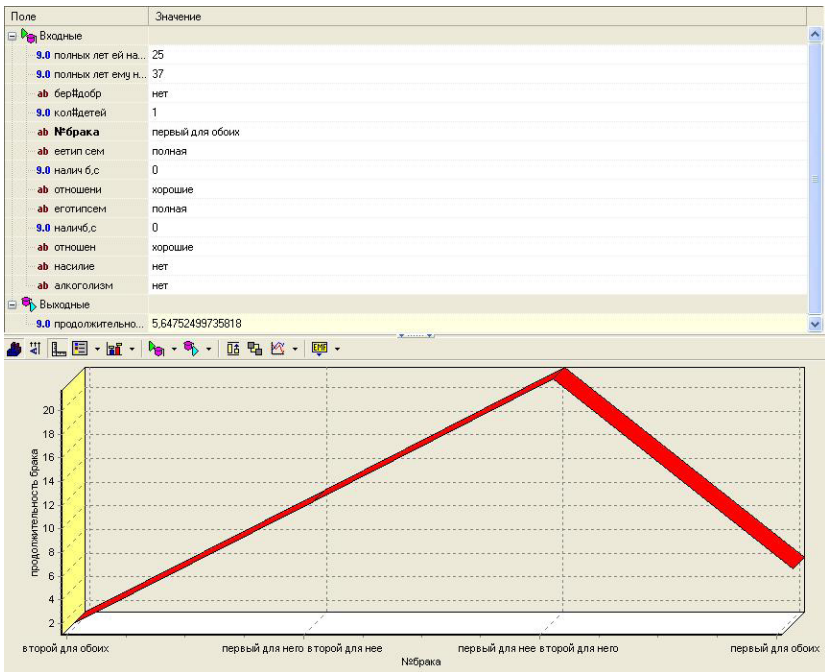 Поле Значение
Входные
9.0 полных лет ей на... 25
9.0 полных лет ему н... 37
ab бер#добр нет
9.0 кол#детей 1
ab №брака первый для обоих
ab еетип сем полная
9.0 налич б,с 0
ab отношени хорошие
ab еготипсем полная
9.0 наличб,с 0
ab отношен хорошие
ab насилие нет
ab алкоголизм нет
Выходные
9.0 продолжительно... 5,64752499735818
EMF
продолжительность брака
20
18
16
14
12
10
8
6
4
2
второй для обоих первый для него второй для нее первый для нее второй для него первый для обоих
№брака